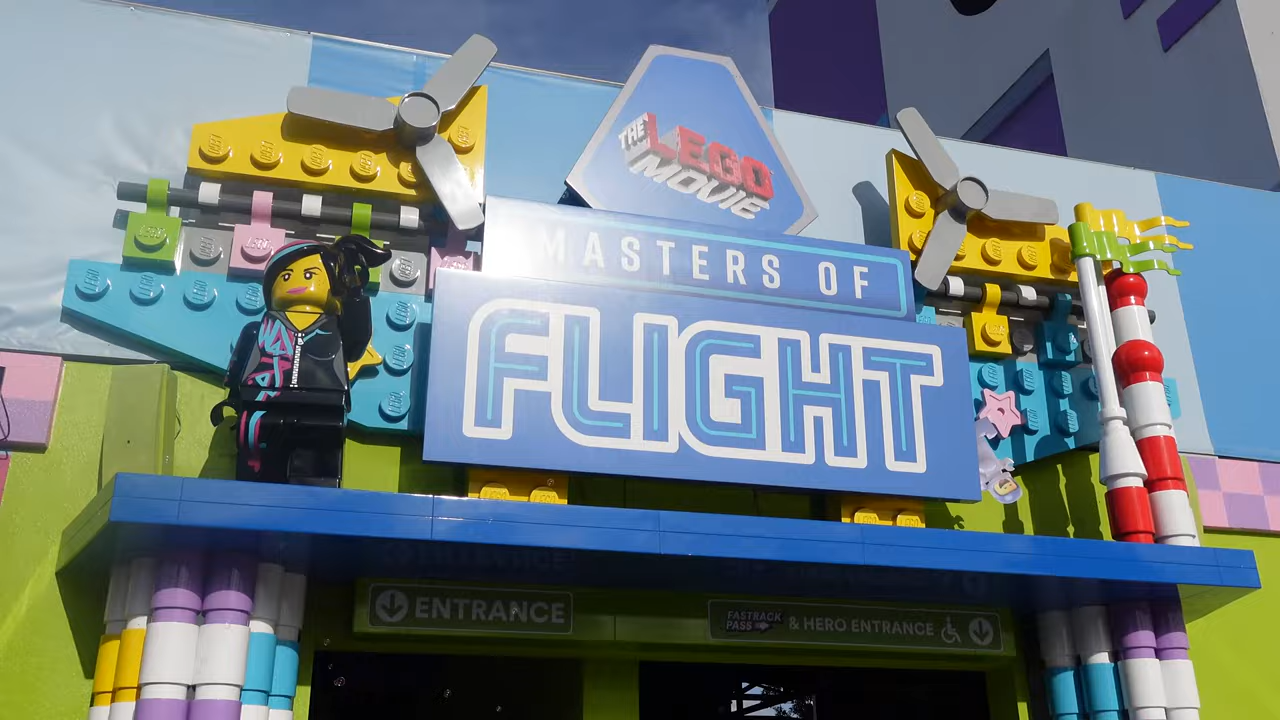 THE
LEGO
MOVIE
MASTERS OF
FLIGHT
ENTRANCE
FASTRACK
PASS
& HERO ENTRANCE